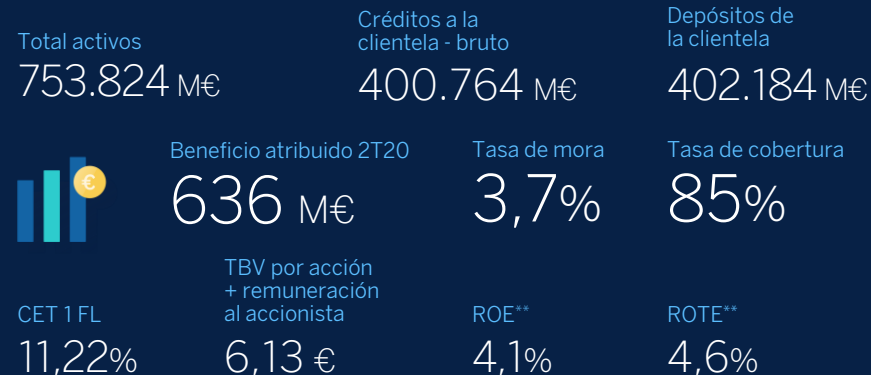 Total activos
753.824 M€
Créditos a la
clientela - bruto
400.764 M€
Depósitos de
la clientela
402.184 M€
€
Beneficio atribuido 2T20
636 M€
Tasa de mora
3,7%
Tasa de cobertura
85%
CET 1 FL
11,22%
TBV por acción
+ remuneración
al accionista
6,13 €
ROE**
4,1%
ROTE**
4,6%